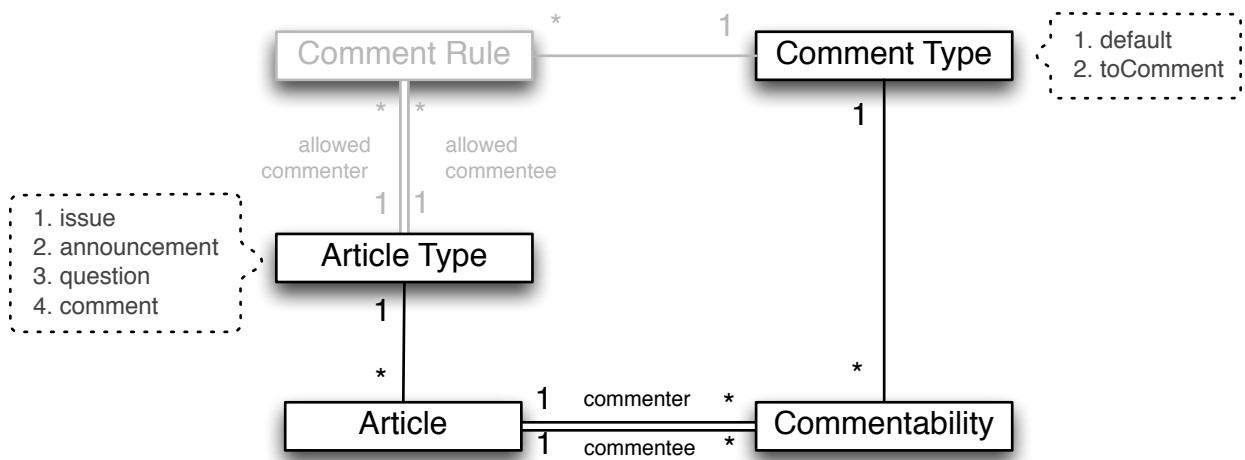 * 1
Comment Rule
Comment Type
1. default
2. toComment
* *
1
allowed
commenter
allowed
commentee
1 1
1. issue
2. announcement
3. question
4. comment
Article Type
1
*
*
1 commenter *
Article
Commentability
1 commentee *